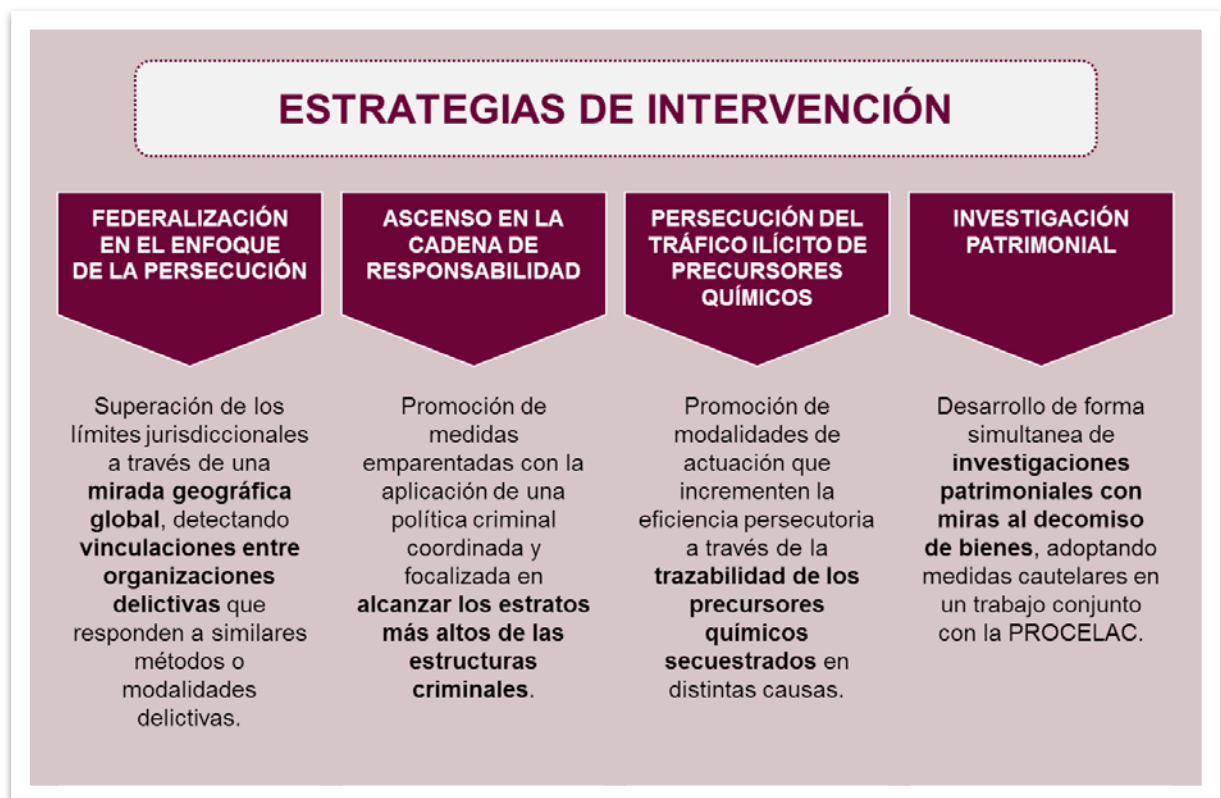 ESTRATEGIAS DE INTERVENCIÓN
FEDERALIZACIÓN
EN EL ENFOQUE
DE LA PERSECUCIÓN
Superación de los
límites jurisdiccionales
a través de una
mirada geográfica
global, detectando
vinculaciones entre
organizaciones
delictivas que
responden a similares
métodos o
modalidades
delictivas.
ASCENSO EN LA
CADENA DE
RESPONSABILIDAD
Promoción de
medidas
emparentadas con la
aplicación de una
política criminal
coordinada y
focalizada en
alcanzar los estratos
más altos de las
estructuras
criminales.
PERSECUCIÓN DEL
TRÁFICO ILÍCITO DE
PRECURSORES
QUÍMICOS
Promoción de
modalidades de
actuación que
incrementen la
eficiencia persecutoria
a través de la
trazabilidad de los
precursores
químicos
secuestrados en
distintas causas.
INVESTIGACIÓN
PATRIMONIAL
Desarrollo de forma
simultanea de
investigaciones
patrimoniales con
miras al decomiso
de bienes, adoptando
medidas cautelares en
un trabajo conjunto
con la PROCELAC.